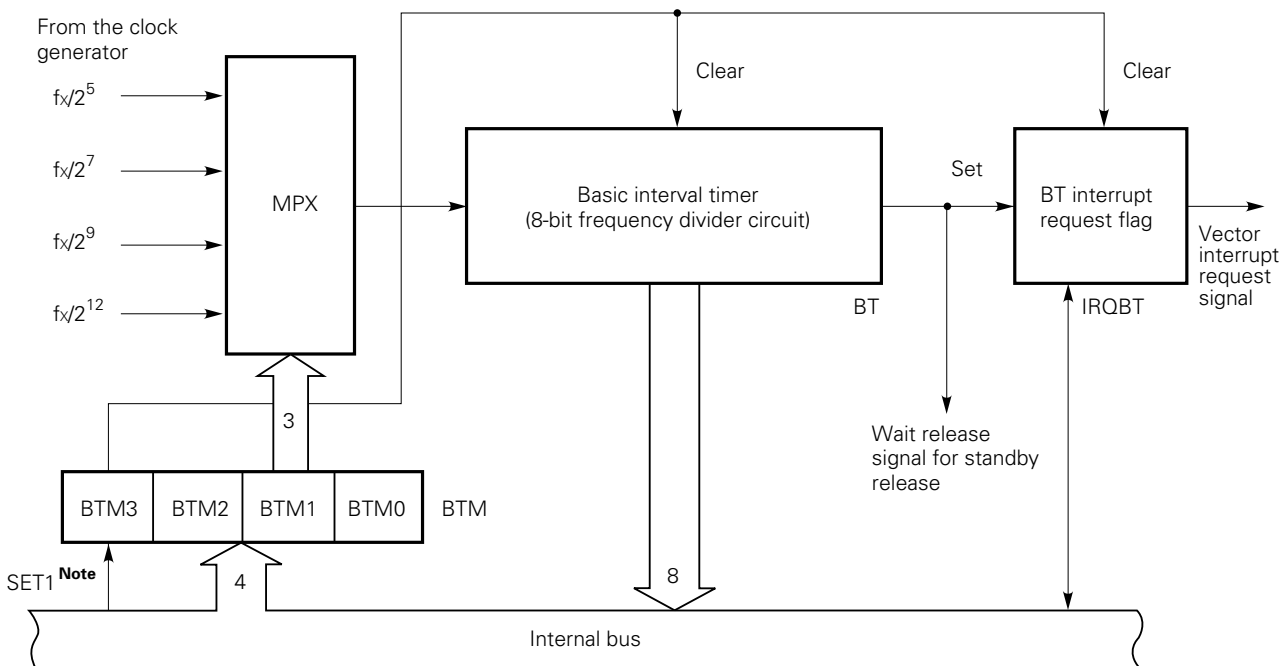 From the clock
generator
fx/2^5
fx/2^7
fx/2^9
fx/2^12
MPX
Clear
Clear
Basic interval timer
(8-bit frequency divider circuit)
BT
Set
BT interrupt
request flag
IRQBT
Vector
interrupt
request
signal
Wait release
signal for standby
release
3
BTM3 BTM2 BTM1 BTM0 BTM
SET1 Note
4
8
Internal bus